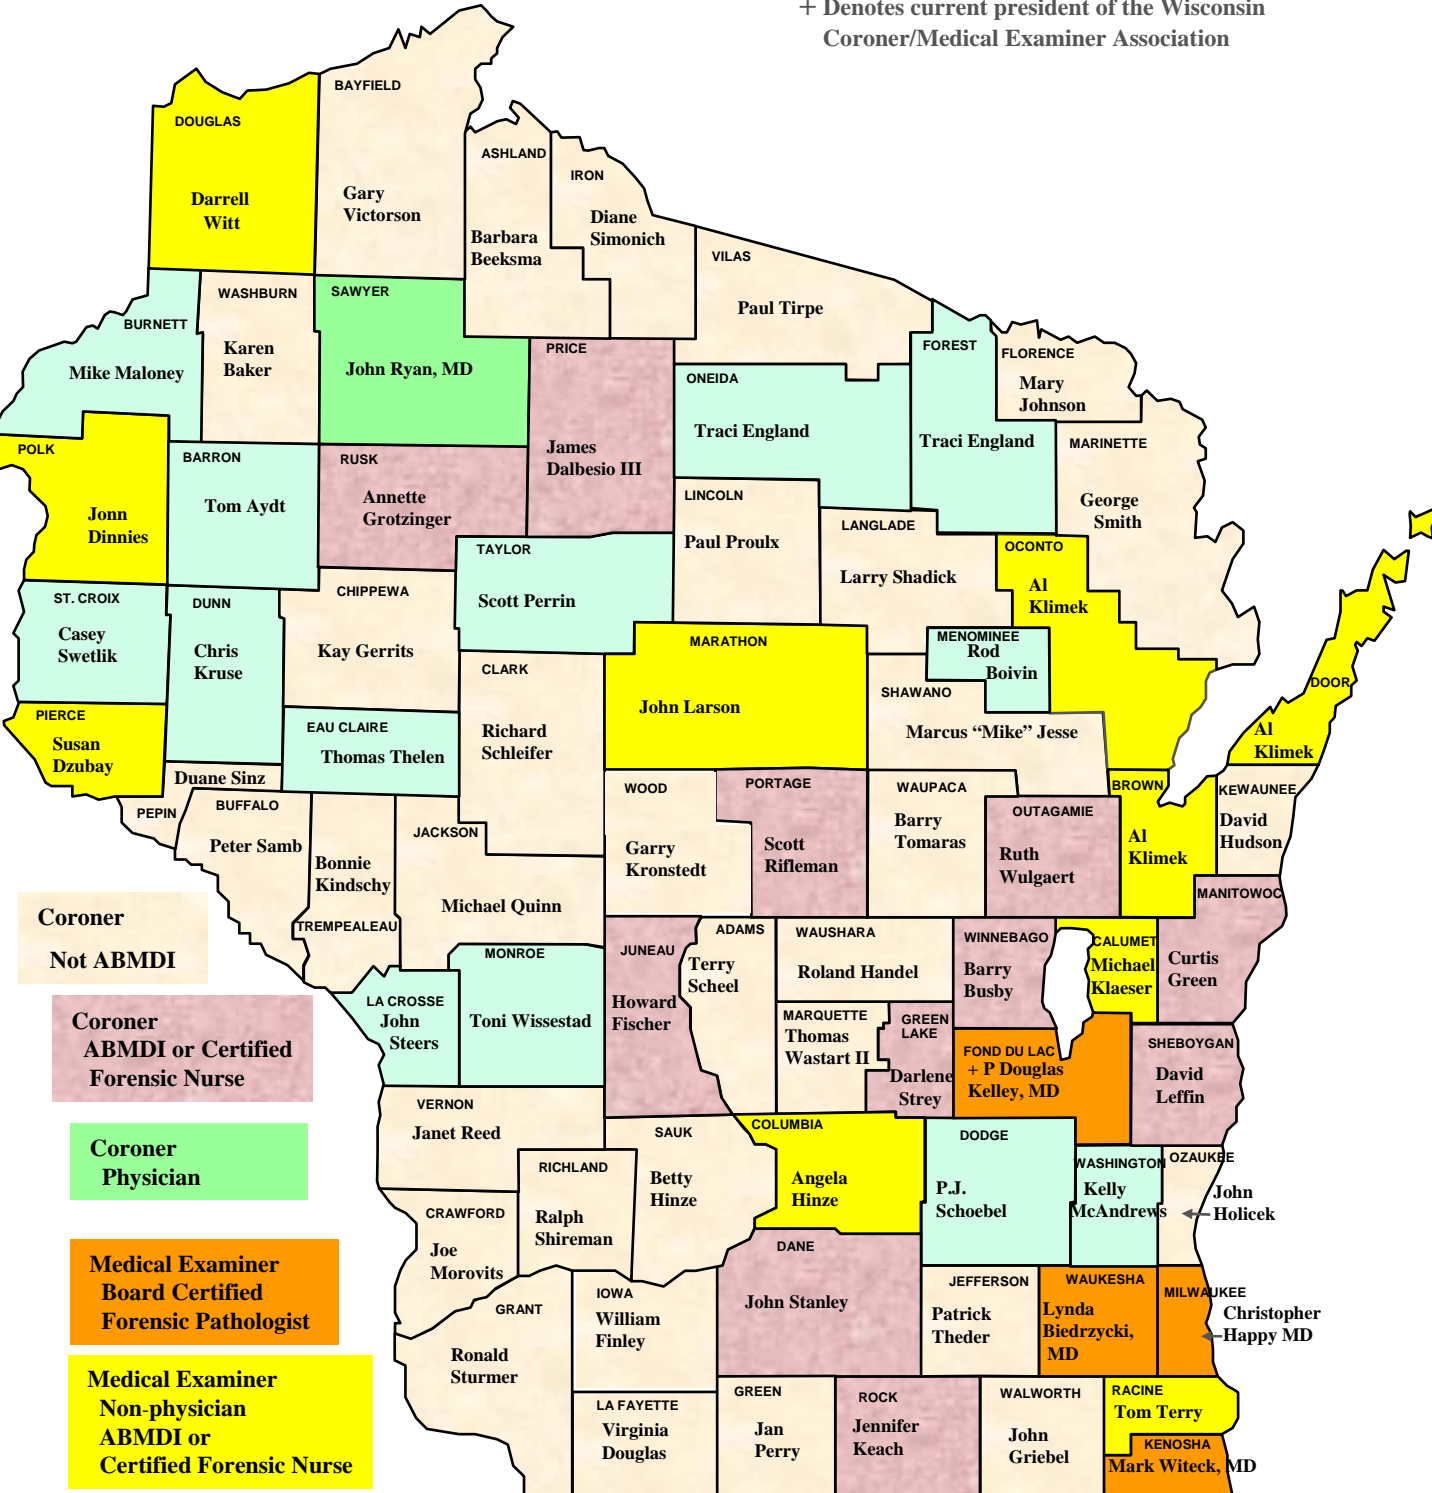 + Denotes current president of the Wisconsin
Coroner/Medical Examiner Association
BAYFIELD
Gary
Victorson
DOUGLAS
Darrell
Witt
ASHLAND
Barbara
Beeksma
IRON
Diane
Simonich
VILAS
Paul Tirpe
WASHBURN
Karen
Baker
SAWYER
John Ryan, MD
BURNETT
Mike Maloney
PRICE
James
Dalbesio III
ONEIDA
Traci England
FOREST
Traci England
FLORENCE
Mary
Johnson
MARINETTE
George
Smith
POLK
Jonn
Dinnies
BARRON
Tom Aydt
RUSK
Annette
Grotzinger
LINCOLN
Paul Proulx
LANGLADE
Larry Shadick
TAYLOR
Scott Perrin
OCONTO
Al
Klimek
ST. CROIX
Casey
Swetlik
DUNN
Chris
Kruse
CHIPPEWA
Kay Gerrits
MARATHON
John Larson
MENOMINEE
Rod
Boivin
CLARK
Richard
Schleifer
SHAWANO
Marcus “Mike” Jesse
DOOR
Al
Klimek
PIERCE
Susan
Dzubay
EAU CLAIRE
Thomas Thelen
Duane Sinz
PEPIN
BUFFALO
Peter Samb
Bonnie
Kindschy
TREMPEALEAU
JACKSON
Michael Quinn
WOOD
Garry
Kronstedt
PORTAGE
Scott
Rifleman
WAUPACA
Barry
Tomaras
OUTAGAMIE
Ruth
Wulgaert
BROWN
Al
Klimek
KEWAUNEE
David
Hudson
MANITOWOC
Curtis
Green
Coroner
Not ABMDI
MONROE
Toni Wissestad
LA CROSSE
John
Steers
JUNEAU
Howard
Fischer
ADAMS
Terry
Scheel
WAUSHARA
Roland Handel
WINNEBAGO
Barry
Busby
CALUMET
Michael
Klaeser
MARQUETTE
Thomas
Wastart II
GREEN
LAKE
Darlene
Strey
FOND DU LAC
+ P Douglas
Kelley, MD
SHEBOYGAN
David
Leffin
Coroner
ABMDI or Certified
Forensic Nurse
VERNON
Janet Reed
SAUK
Betty
Hinze
COLUMBIA
Angela
Hinze
DODGE
P.J.
Schoebel
WASHINGTON
Kelly
McAndrews
OZAUKEE
John
Holicek
Coroner
Physician
RICHLAND
Ralph
Shireman
CRAWFORD
Joe
Morovits
DANE
John Stanley
Medical Examiner
Board Certified
Forensic Pathologist
GRANT
Ronald
Sturmer
IOWA
William
Finley
JEFFERSON
Patrick
Theder
WAUKESHA
Lynda
Biedrzycki,
MD
MILWAUKEE
Christopher
Happy MD
Medical Examiner
Non-physician
ABMDI or
Certified Forensic Nurse
LA FAYETTE
Virginia
Douglas
GREEN
Jan
Perry
ROCK
Jennifer
Keach
WALWORTH
John
Griebel
RACINE
Tom Terry
KENOSHA
Mark Witeck, MD